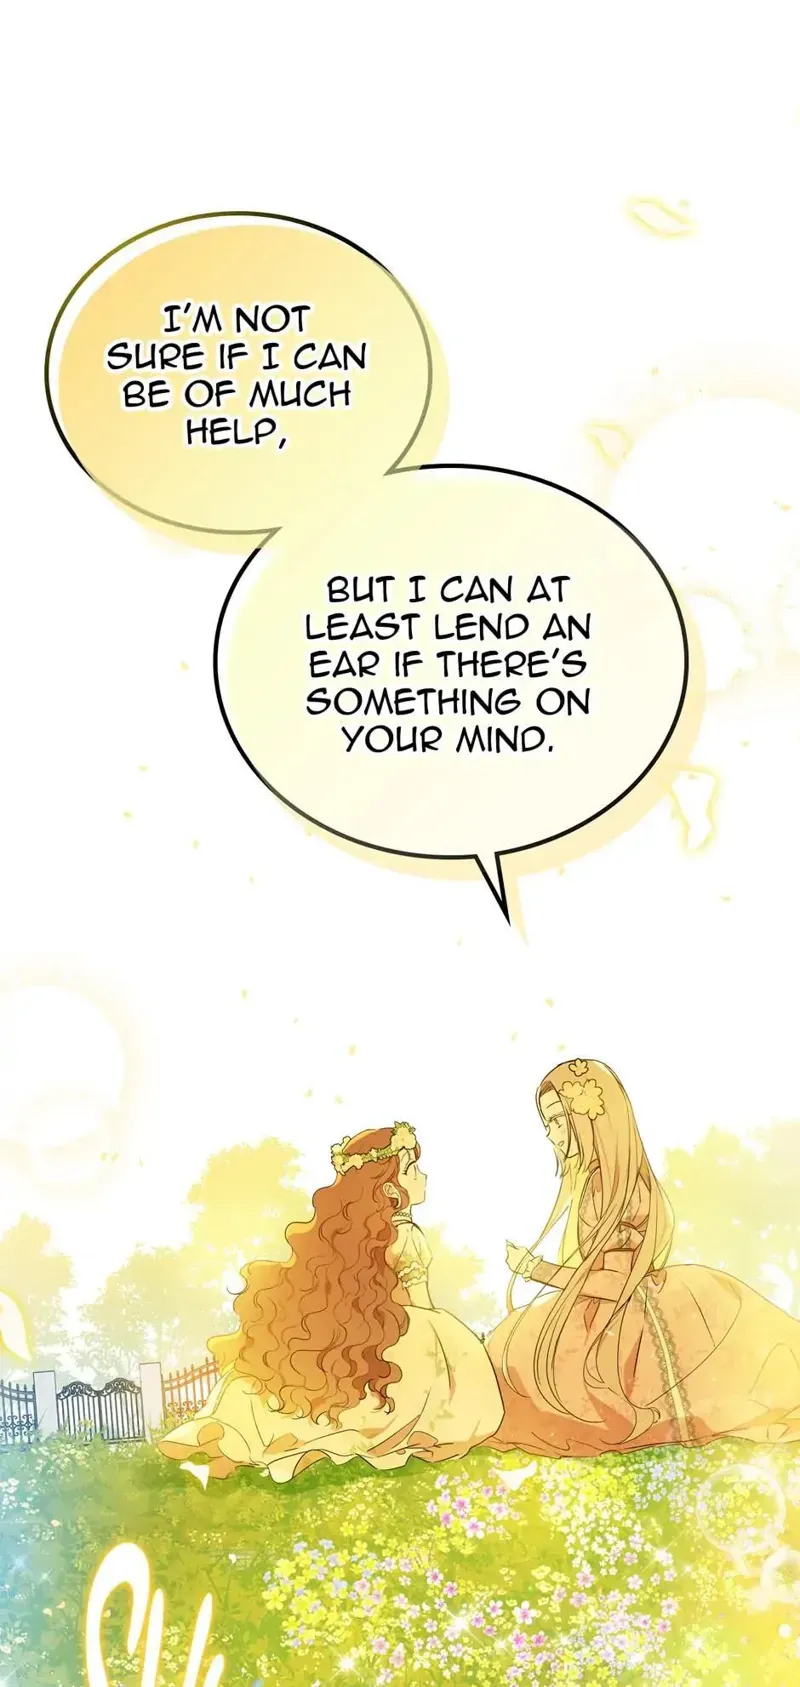 I'M NOT
SURE IF I CAN
BE OF MUCH
HELP,
BUT I CAN AT
LEAST LEND AN
EAR IF THERE'S
SOMETHING ON
YOUR MIND.